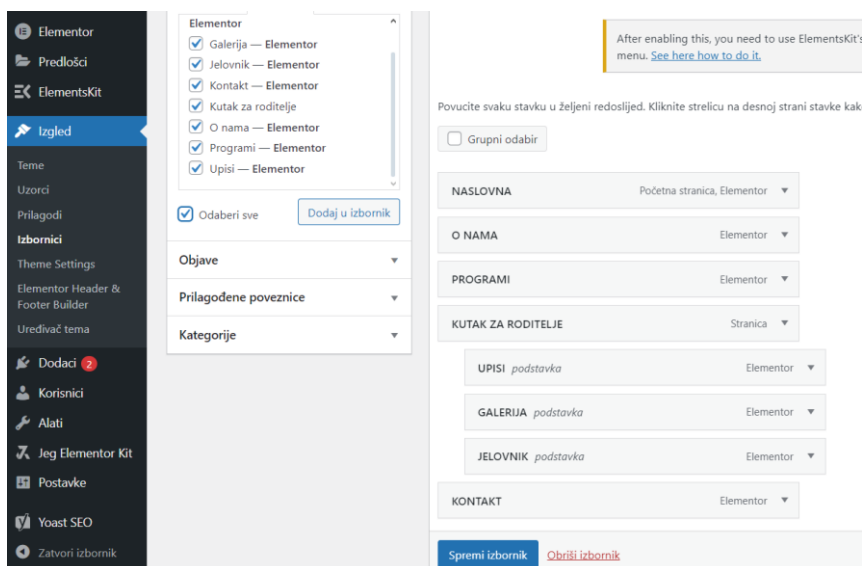 Elementor
Predlošci
ElementsKit
Izgled
Teme
Uzorci
Prilagodi
Izbornici
Theme Settings
Elementor Header &
Footer Builder
Uređivač tema
Dodaci 2
Korisnici
Alati
Jeg Elementor Kit
Postavke
Yoast SEO
Zatvori izbornik
Elementor
Galerija — Elementor
Jelovnik — Elementor
Kontakt — Elementor
Kutak za roditelje
O nama — Elementor
Programi — Elementor
Upisi — Elementor
Odaberi sve
Dodaj u izbornik
Objave
Prilagođene poveznice
Kategorije
After enabling this, you need to use ElementsKit's
menu. See here how to do it.
Povucite svaku stavku u željeni redoslijed. Kliknite strelicu na desnoj strani stavke kako
Grupni odabir
NASLOVNA Početna stranica, Elementor
O NAMA Elementor
PROGRAMI Elementor
KUTAK ZA RODITELJE Stranica
UPISI podstavka Elementor
GALERIJA podstavka Elementor
JELOVNIK podstavka Elementor
KONTAKT Elementor
Spremi izbornik Obriši izbornik